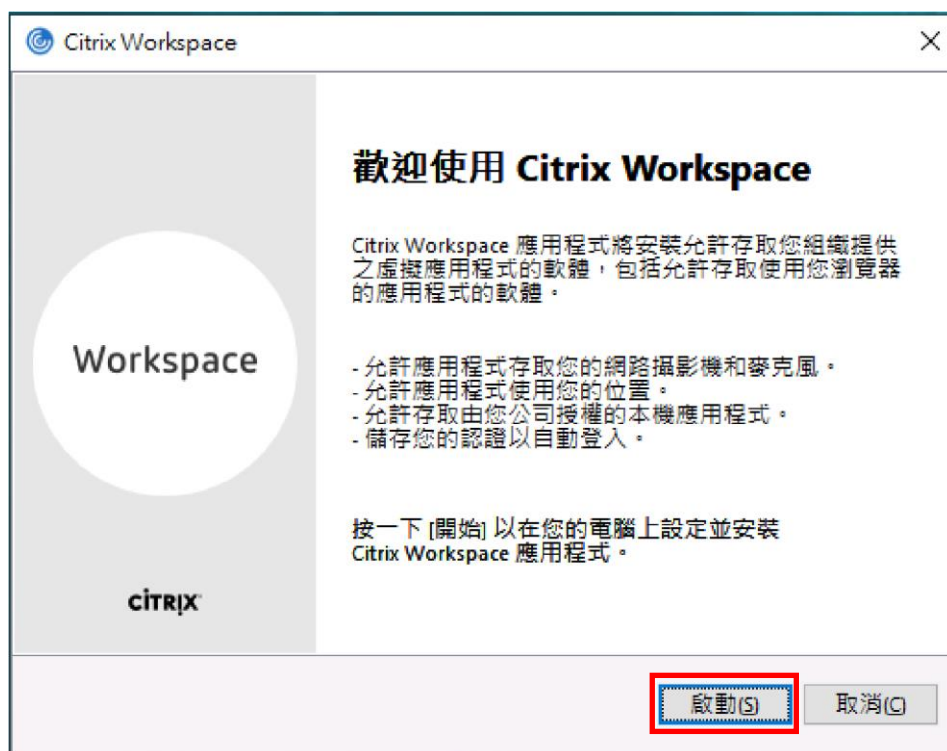 Citrix Workspace
歡迎使用 Citrix Workspace
Citrix Workspace 應用程式將安裝允許存取您組織提供
之虛擬應用程式的軟體，包括允許存取使用您瀏覽器
的應用程式的軟體。
Workspace
- 允許應用程式存取您的網路攝影機和麥克風。
- 允許應用程式使用您的位置。
- 允許存取由您公司授權的本機應用程式。
- 儲存您的認證以自動登入。
按一下 [開始] 以在您的電腦上設定並安裝
Citrix Workspace 應用程式。
CİTRIX
啟動(S) 取消(C)